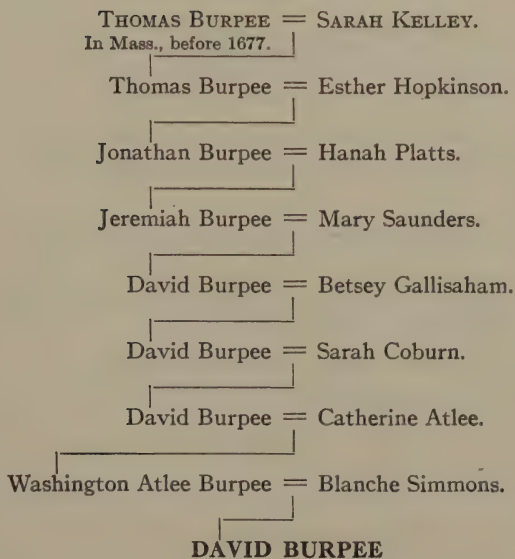 THOMAS BURPEE = SARAH KELLEY.
In Mass., before 1677.
Thomas Burpee = Esther Hopkinson.
Jonathan Burpee = Hanah Platts.
Jeremiah Burpee = Mary Saunders.
David Burpee = Betsey Gallisaham.
David Burpee = Sarah Coburn.
David Burpee = Catherine Atlee.
Washington Atlee Burpee = Blanche Simmons.
DAVID BURPEE